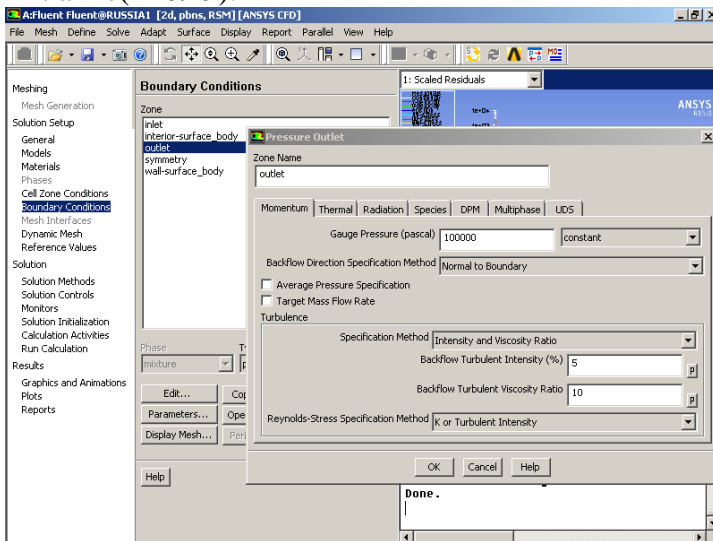 A:Fluent Fluent@RUSSIA1 [2d, pbns, RSM] [ANSYS CFD]
File Mesh Define Solve Adapt Surface Display Report Parallel View Help
Meshing
Mesh Generation
Solution Setup
General
Models
Materials
Phases
Cell Zone Conditions
Boundary Conditions
Mesh Interfaces
Dynamic Mesh
Reference Values
Solution
Solution Methods
Solution Controls
Monitors
Solution Initialization
Calculation Activities
Run Calculation
Results
Graphics and Animations
Plots
Reports
Boundary Conditions
Zone
inlet
interior-surface_body
outlet
symmetry
wall-surface_body
Phase
mixture
Edit...
Parameters...
Display Mesh...
Help
1: Scaled Residuals
1e+04
ANSYS
R15.0
Pressure Outlet
Zone Name
outlet
Momentum Thermal Radiation Species DPM Multiphase UDS
Gauge Pressure (pascal) 100000 constant
Backflow Direction Specification Method Normal to Boundary
Average Pressure Specification
Target Mass Flow Rate
Turbulence
Specification Method Intensity and Viscosity Ratio
Backflow Turbulent Intensity (%) 5 P
Backflow Turbulent Viscosity Ratio 10 P
Reynolds-Stress Specification Method K or Turbulent Intensity
OK Cancel Help
Done.